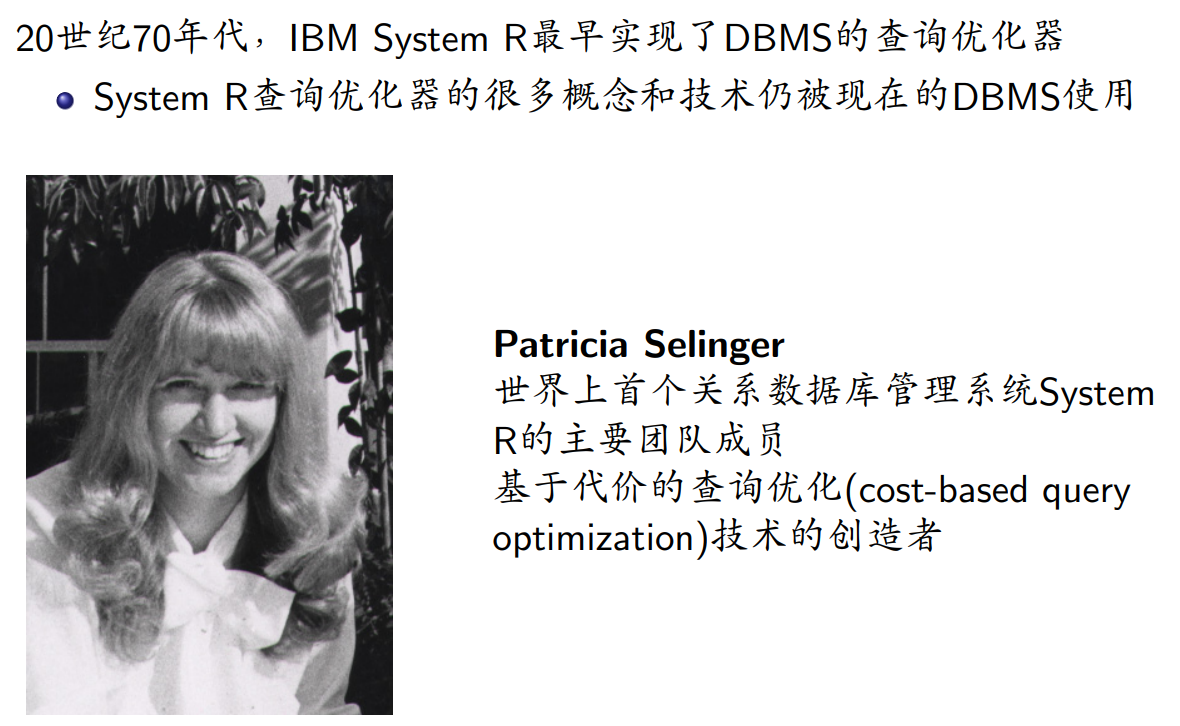 20世纪70年代，IBM System R最早实现了DBMS的查询优化器
System R查询优化器的很多概念和技术仍被现在的DBMS使用
Patricia Selinger
世界上首个关系数据库管理系统System
R的主要团队成员
基于代价的查询优化(cost-based query
optimization)技术的创造者